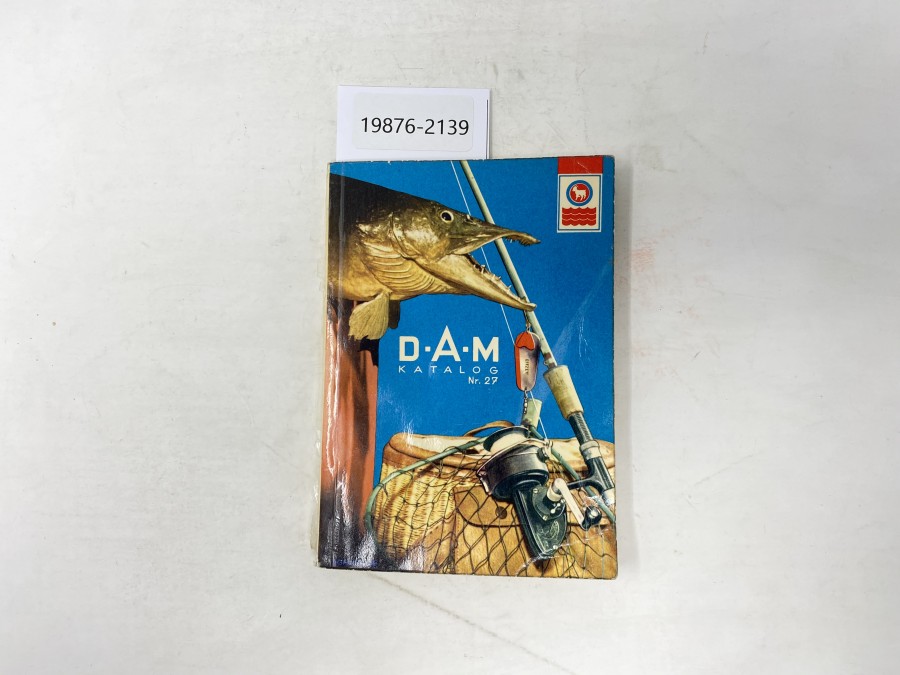 19876-2139
D·A·M
KATALOG
Nr. 27